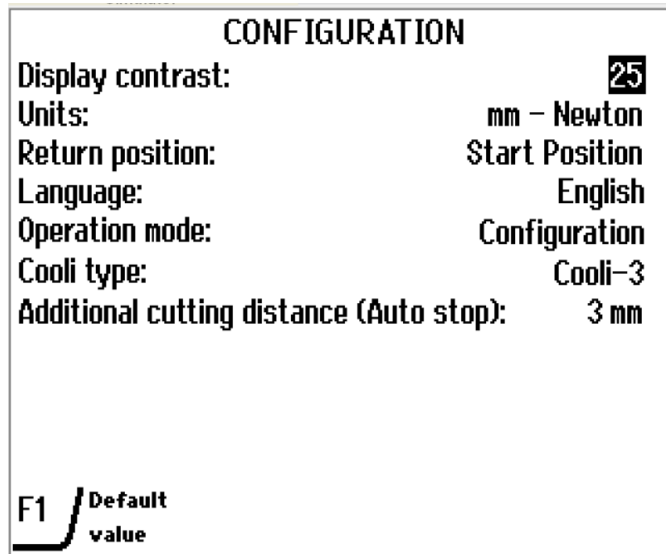 CONFIGURATION
Display contrast: 25
Units: mm - Newton
Return position: Start Position
Language: English
Operation mode: Configuration
Cooli type: Cooli-3
Additional cutting distance (Auto stop): 3 mm
F1 Default
value